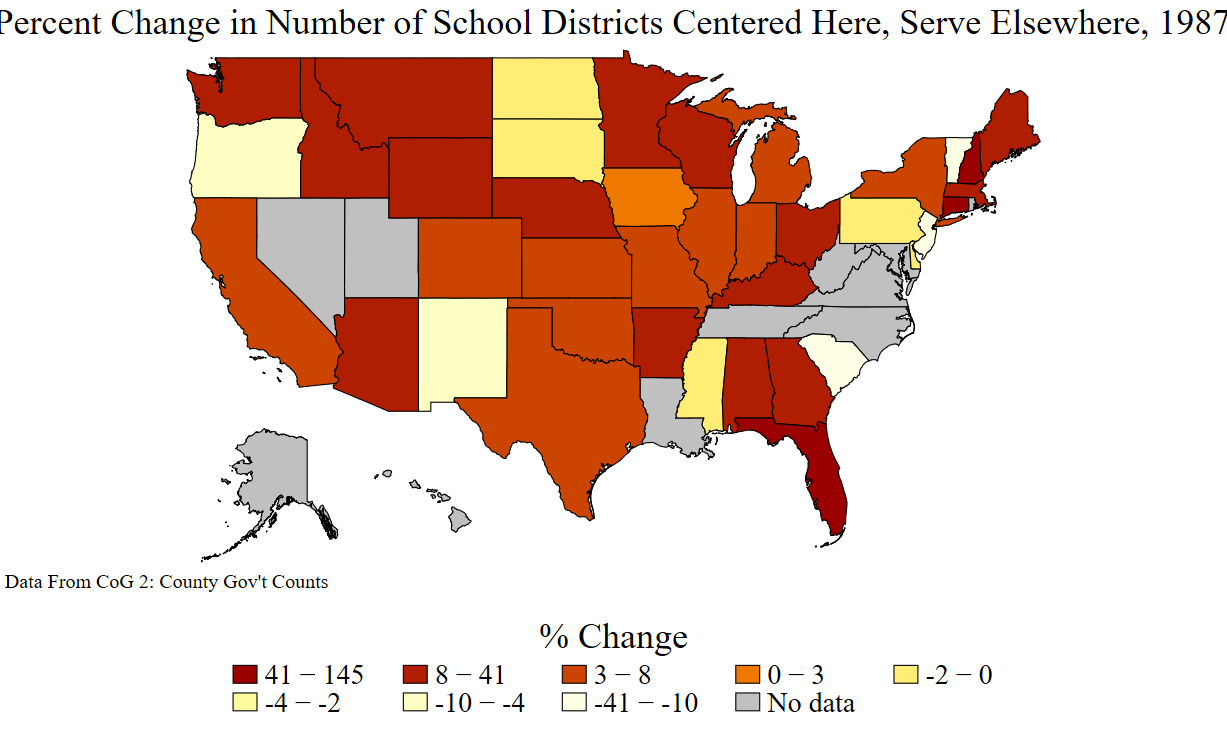 Percent Change in Number of School Districts Centered Here, Serve Elsewhere, 1987
Data From CoG 2: County Gov't Counts
% Change
41 − 145 8 − 41 3 − 8 0 − 3 -2 − 0
-4 − -2 -10 − -4 -41 − -10 No data